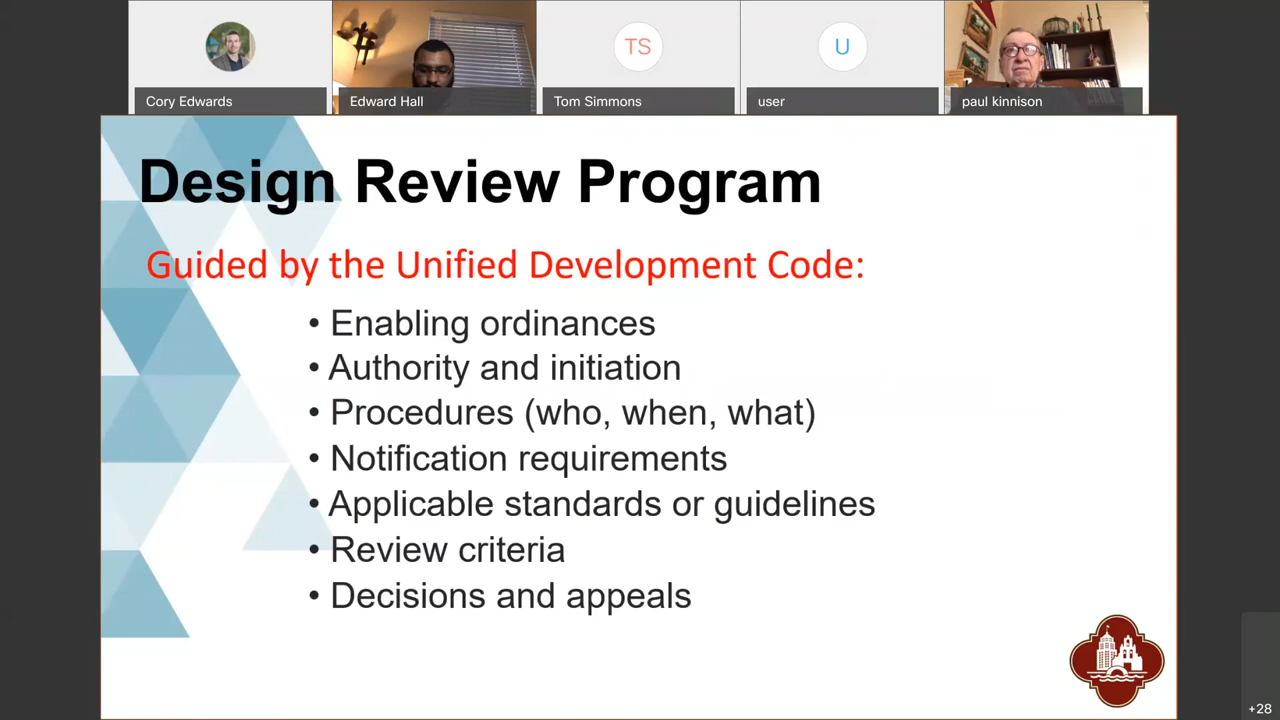 TS
U
Cory Edwards
Edward Hall
Tom Simmons
user
paul kinnison
Design Review Program
Guided by the Unified Development Code:
• Enabling ordinances
• Authority and initiation
• Procedures (who, when, what)
• Notification requirements
• Applicable standards or guidelines
• Review criteria
• Decisions and appeals
+28